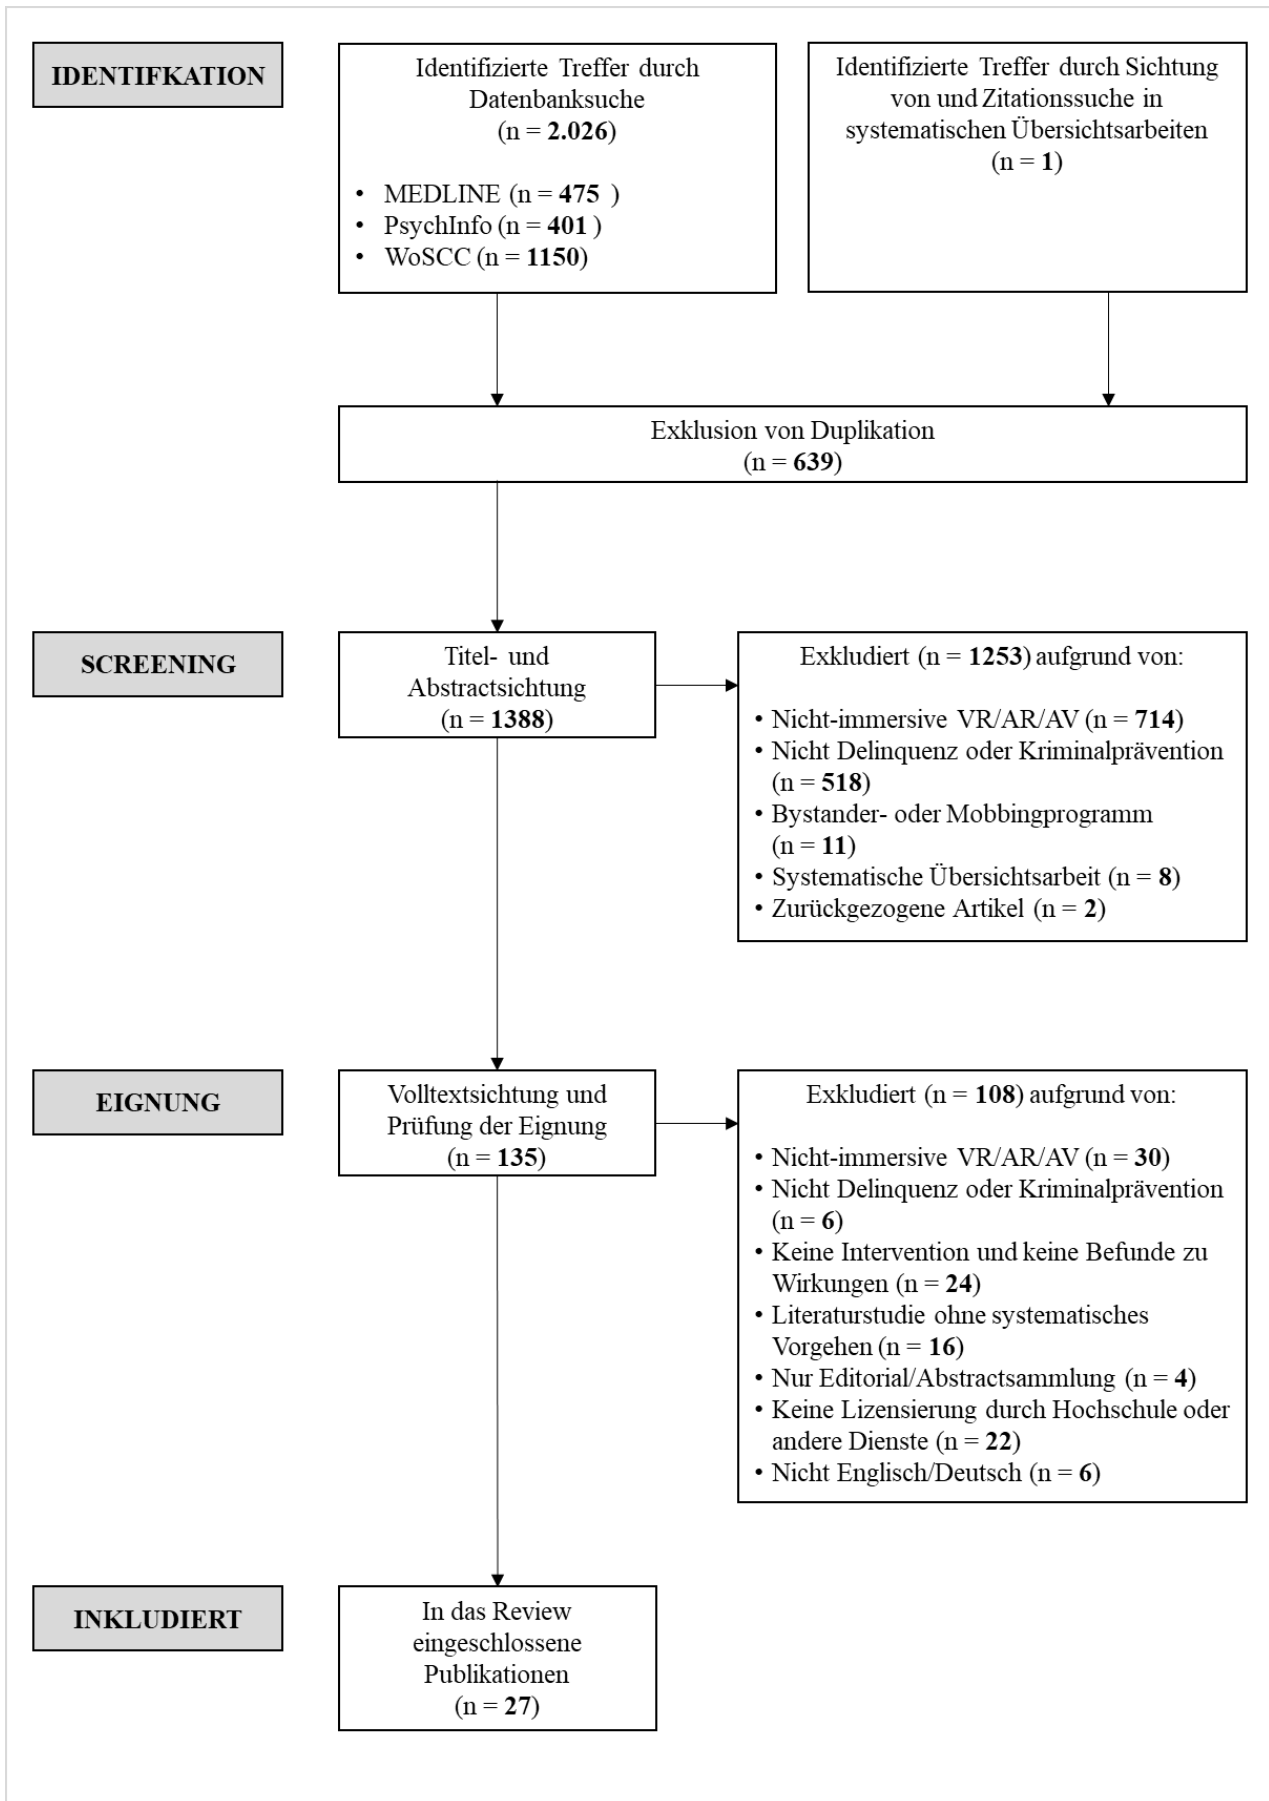 IDENTIFKATION
Identifizierte Treffer durch
Datenbanksuche
(n = 2.026)
• MEDLINE (n = 475 )
• PsychInfo (n = 401 )
• WoSCC (n = 1150)
Identifizierte Treffer durch Sichtung
von und Zitationssuche in
systematischen Übersichtsarbeiten
(n = 1)
Exklusion von Duplikation
(n = 639)
SCREENING
Titel- und
Abstractsichtung
(n = 1388)
Exkludiert (n = 1253) aufgrund von:
• Nicht-immersive VR/AR/AV (n = 714)
• Nicht Delinquenz oder Kriminalprävention
(n = 518)
• Bystander- oder Mobbingprogramm
(n = 11)
• Systematische Übersichtsarbeit (n = 8)
• Zurückgezogene Artikel (n = 2)
EIGNUNG
Volltextsichtung und
Prüfung der Eignung
(n = 135)
Exkludiert (n = 108) aufgrund von:
• Nicht-immersive VR/AR/AV (n = 30)
• Nicht Delinquenz oder Kriminalprävention
(n = 6)
• Keine Intervention und keine Befunde zu
Wirkungen (n = 24)
• Literaturstudie ohne systematisches
Vorgehen (n = 16)
• Nur Editorial/Abstractsammlung (n = 4)
• Keine Lizensierung durch Hochschule oder
andere Dienste (n = 22)
• Nicht Englisch/Deutsch (n = 6)
INKLUDIERT
In das Review
eingeschlossene
Publikationen
(n = 27)